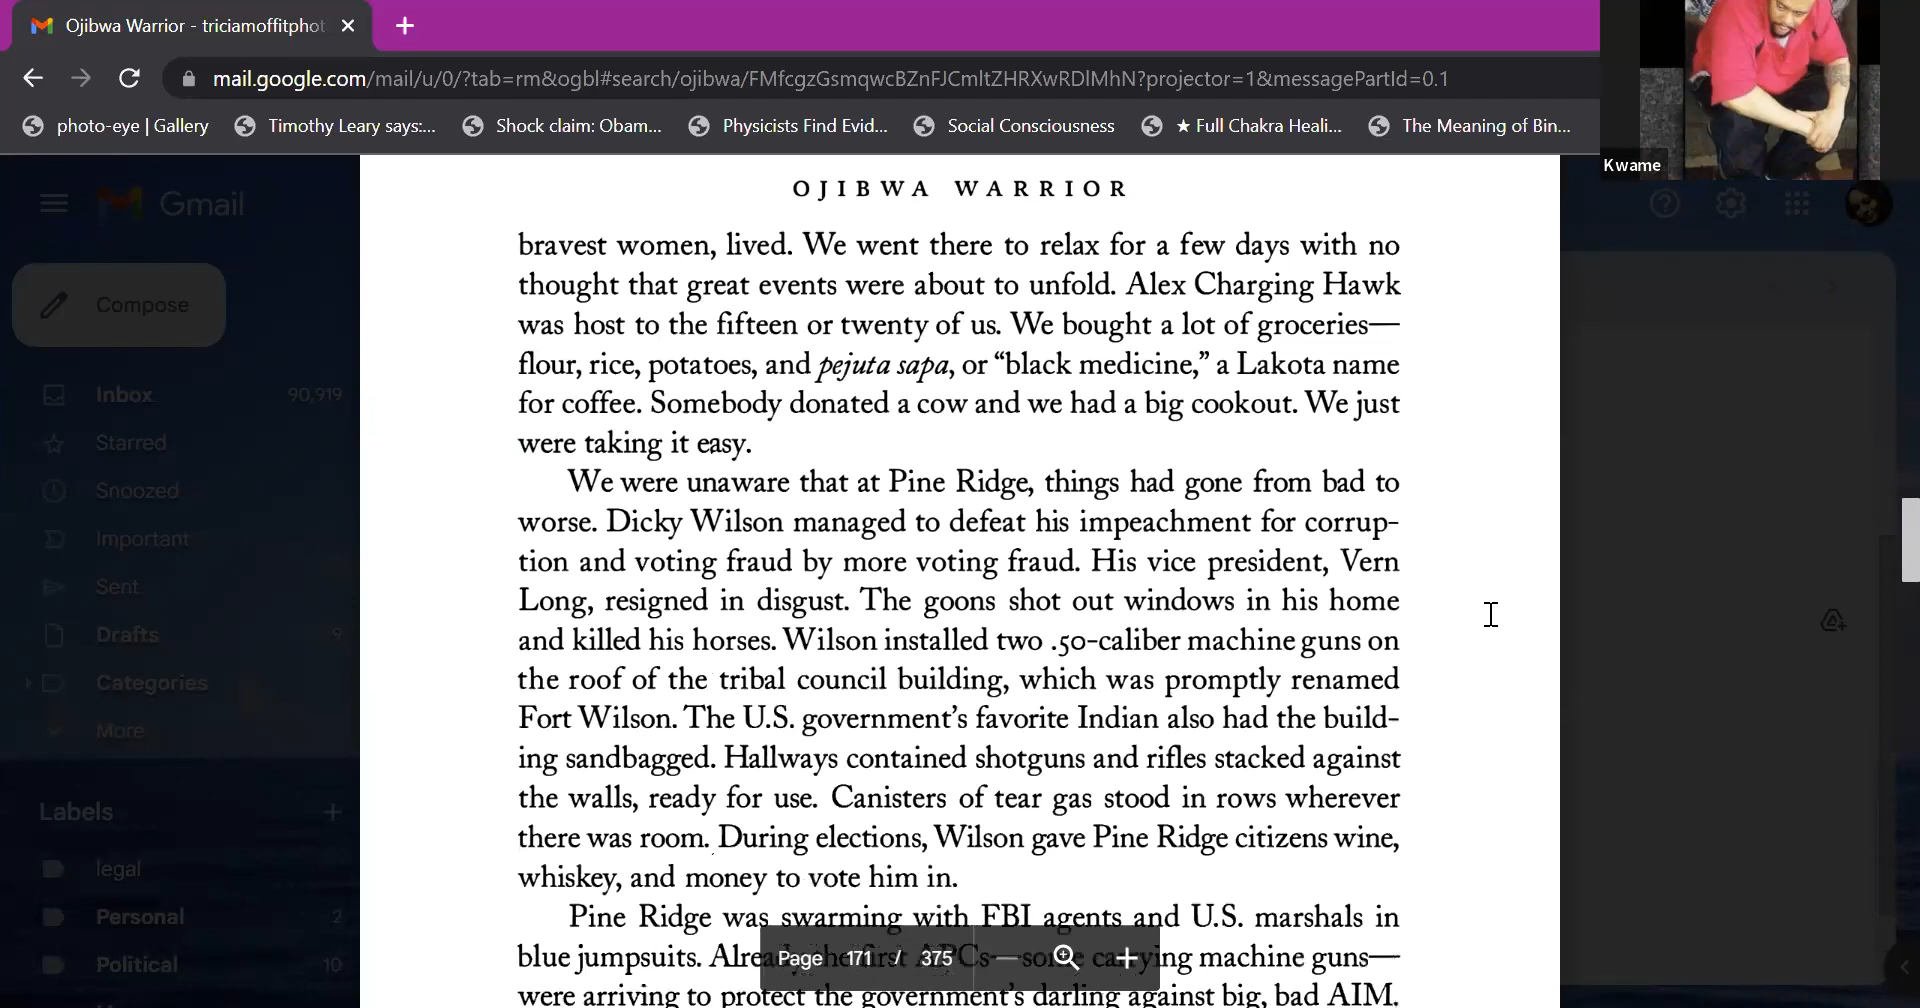 Ojibwa Warrior - triciamoffitphot
mail.google.com/mail/u/0/?tab=rm&ogbl#search/ojibwa/FMfcgzGsmqwcBZnFJCmltZHRXwRDlMhN?projector=1&messagePartId=0.1
photo-eye | Gallery
Timothy Leary says:...
Shock claim: Obam...
Physicists Find Evid...
Social Consciousness
★ Full Chakra Heali...
The Meaning of Bin...
Kwame
Gmail
Compose
Inbox 90,919
Starred
Snoozed
Important
Sent
Drafts 9
Categories
More
Labels
legal
Personal 2
Political 10
OJIBWA WARRIOR
bravest women, lived. We went there to relax for a few days with no
thought that great events were about to unfold. Alex Charging Hawk
was host to the fifteen or twenty of us. We bought a lot of groceries—
flour, rice, potatoes, and pejuta sapa, or “black medicine,” a Lakota name
for coffee. Somebody donated a cow and we had a big cookout. We just
were taking it easy.
We were unaware that at Pine Ridge, things had gone from bad to
worse. Dicky Wilson managed to defeat his impeachment for corrup-
tion and voting fraud by more voting fraud. His vice president, Vern
Long, resigned in disgust. The goons shot out windows in his home
and killed his horses. Wilson installed two .50-caliber machine guns on
the roof of the tribal council building, which was promptly renamed
Fort Wilson. The U.S. government’s favorite Indian also had the build-
ing sandbagged. Hallways contained shotguns and rifles stacked against
the walls, ready for use. Canisters of tear gas stood in rows wherever
there was room. During elections, Wilson gave Pine Ridge citizens wine,
whiskey, and money to vote him in.
Pine Ridge was swarming with FBI agents and U.S. marshals in
blue jumpsuits. Already the first APCs—some carrying machine guns—
were arriving to protect the government’s darling against big, bad AIM.
Page 171 / 375